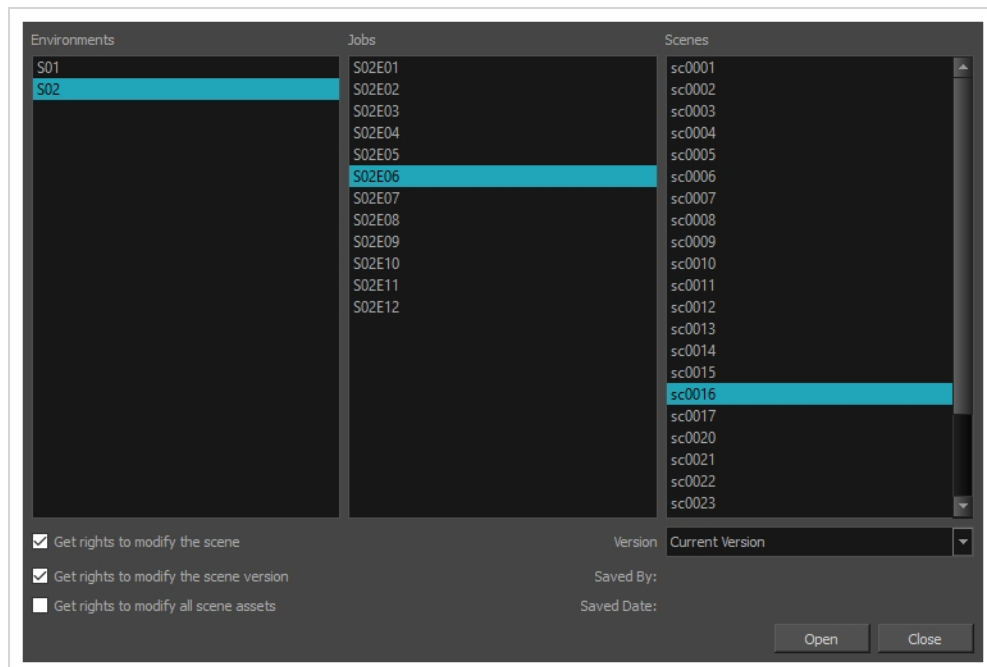 Environments
S01
S02
Jobs
S02E01
S02E02
S02E03
S02E04
S02E05
S02E06
S02E07
S02E08
S02E09
S02E10
S02E11
S02E12
Scenes
sc0001
sc0002
sc0003
sc0004
sc0005
sc0006
sc0007
sc0008
sc0009
sc0010
sc0011
sc0012
sc0013
sc0014
sc0015
sc0016
sc0017
sc0020
sc0021
sc0022
sc0023
Get rights to modify the scene
Get rights to modify the scene version
Get rights to modify all scene assets
Version Current Version
Saved By:
Saved Date:
Open Close